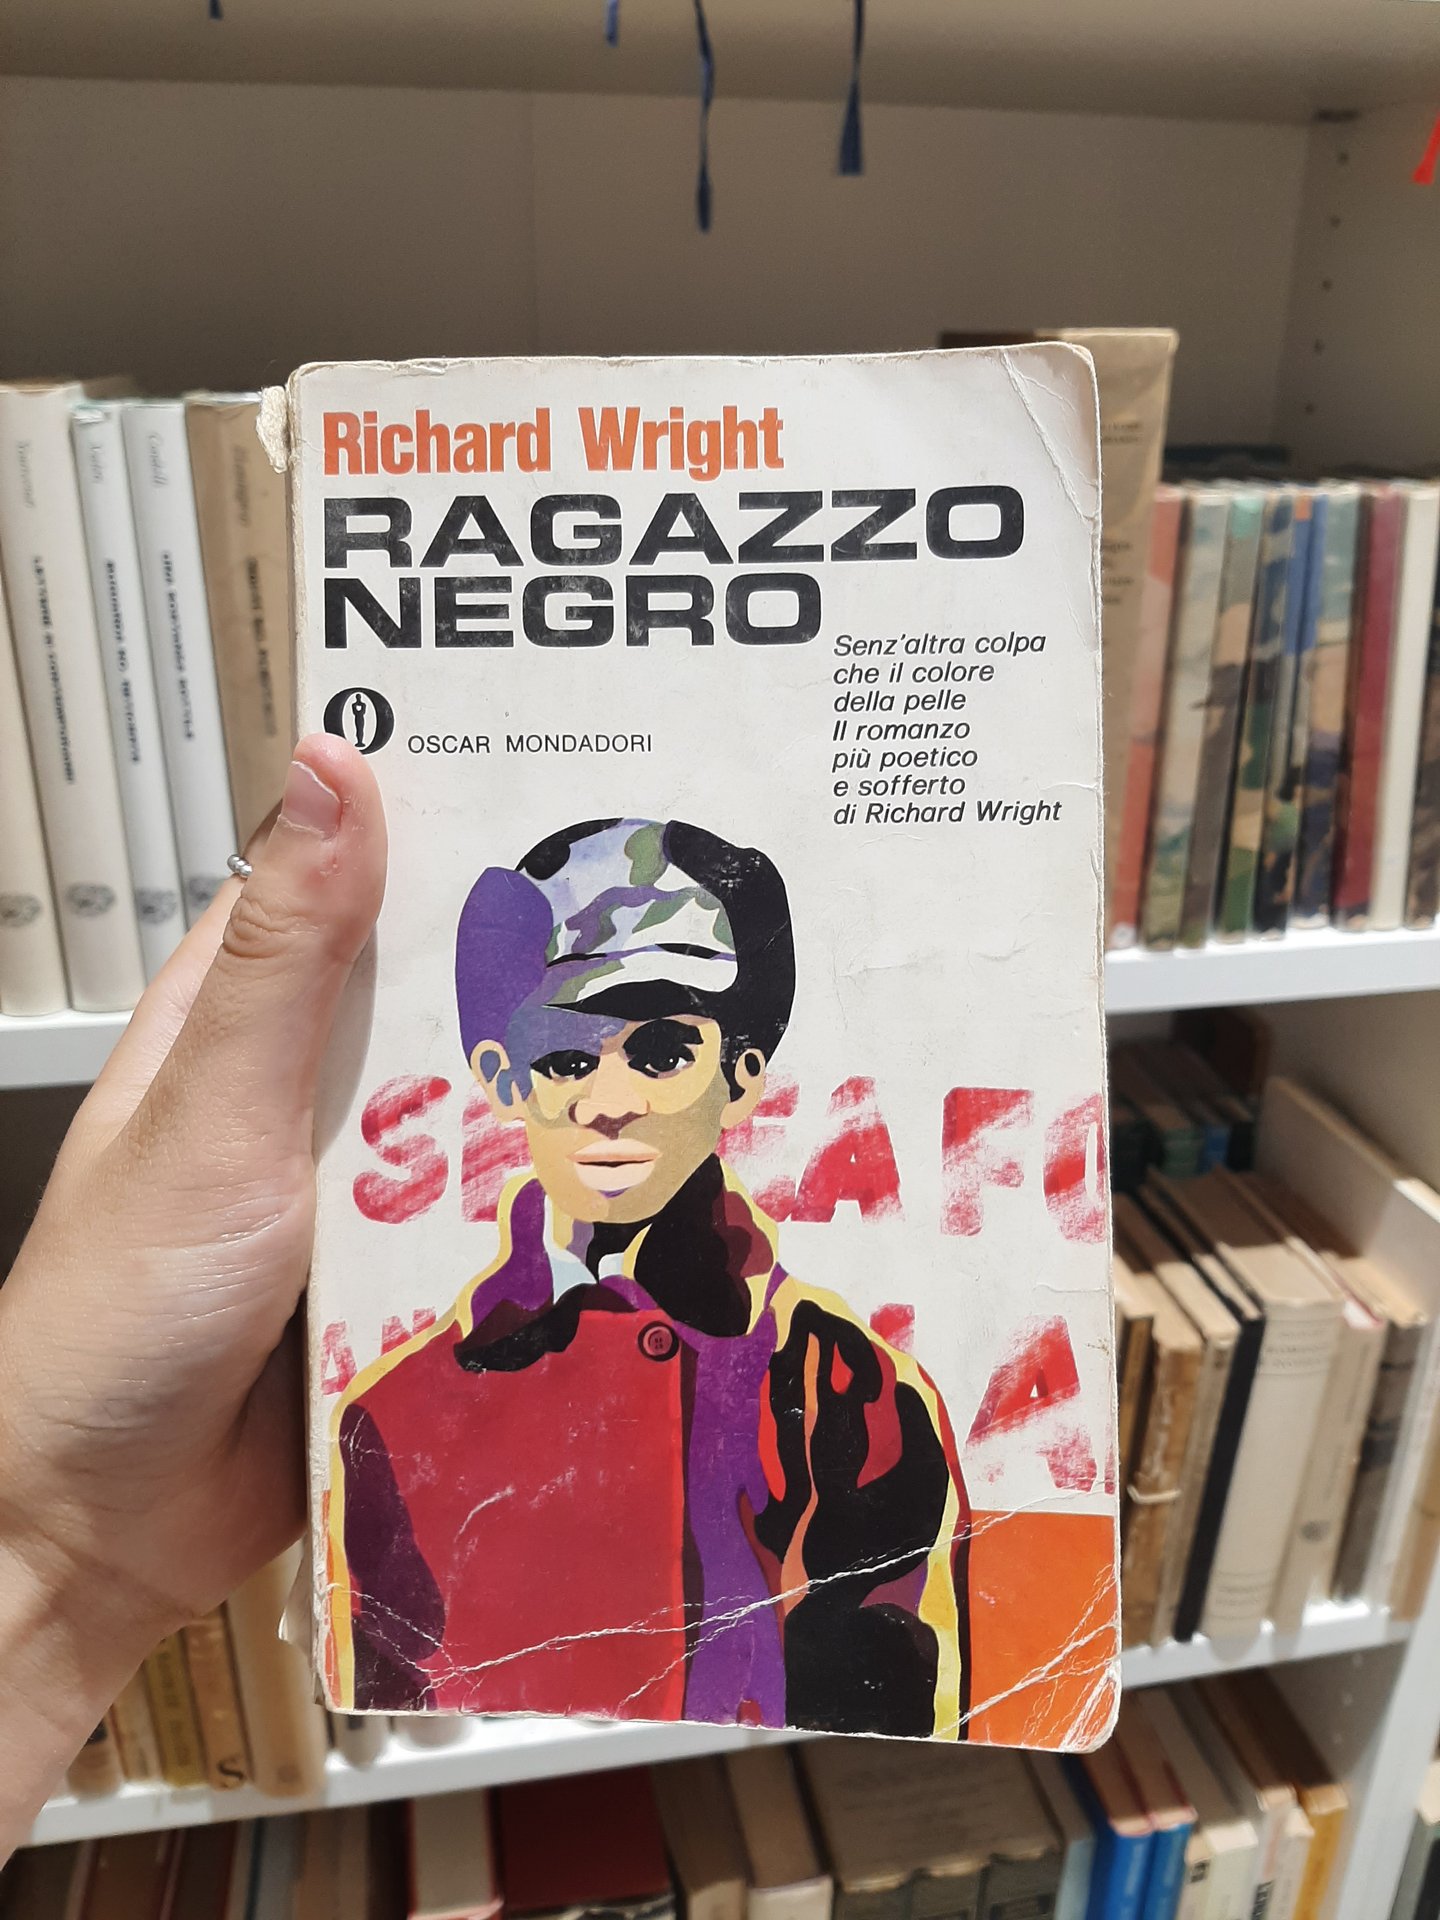 Richard Wright
RAGAZZO
NEGRO
Senz'altra colpa
che il colore
della pelle
Il romanzo
più poetico
e sofferto
di Richard Wright
OSCAR MONDADORI